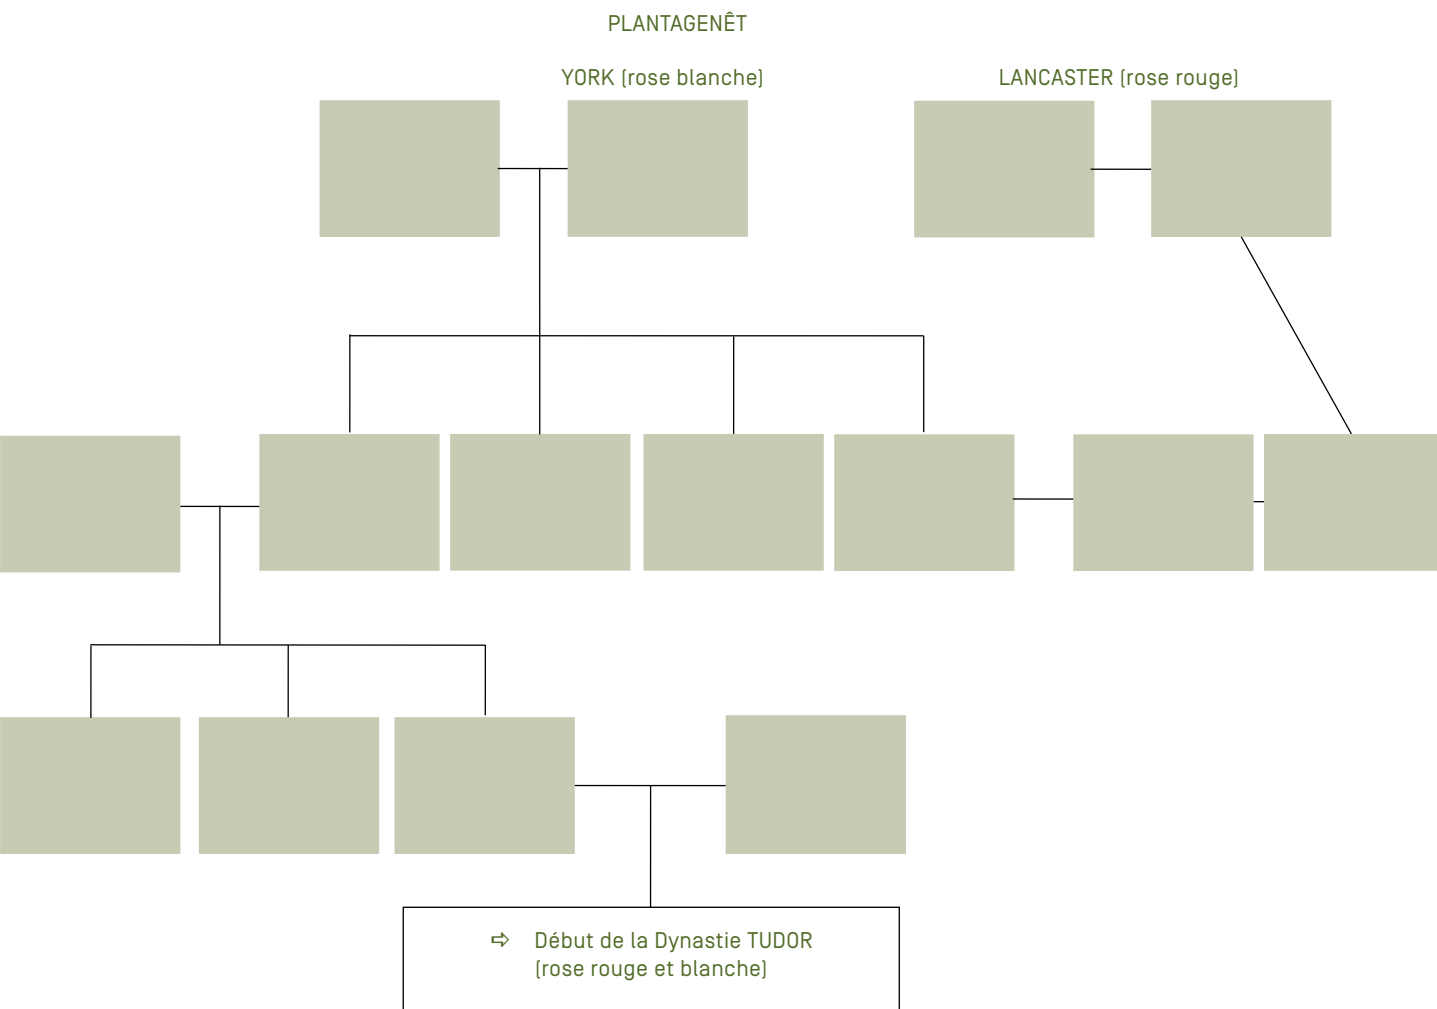 PLANTAGENÊT
YORK (rose blanche)
LANCASTER (rose rouge)
⇨ Début de la Dynastie TUDOR
(rose rouge et blanche)